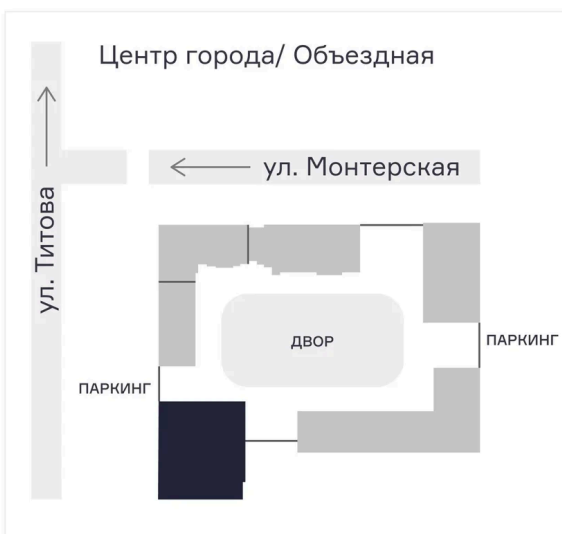 Центр города/ Объездная
ул. Монтерская
ул. Титова
ДВОР
ПАРКИНГ
ПАРКИНГ